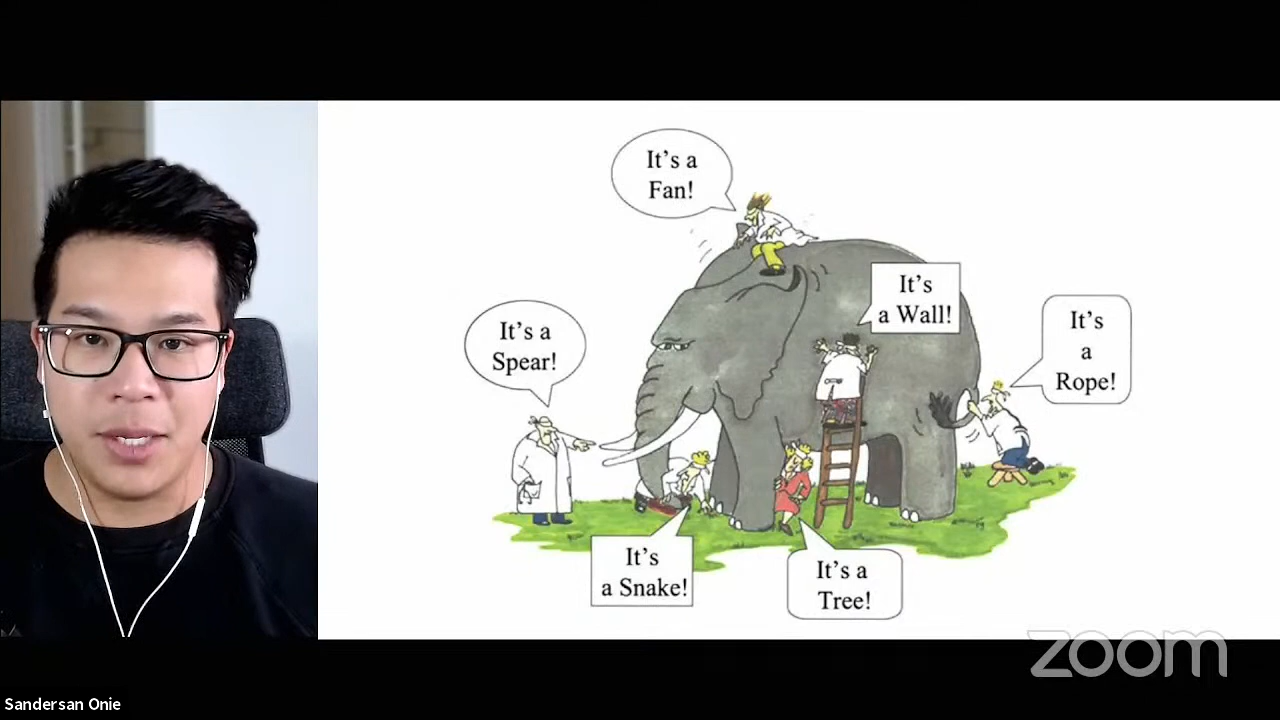 It's a
Fan!
It's
a Wall!
It's a
Spear!
It's
a
Rope!
It's
a Snake!
It's a
Tree!
zoom
Sandersan Onie